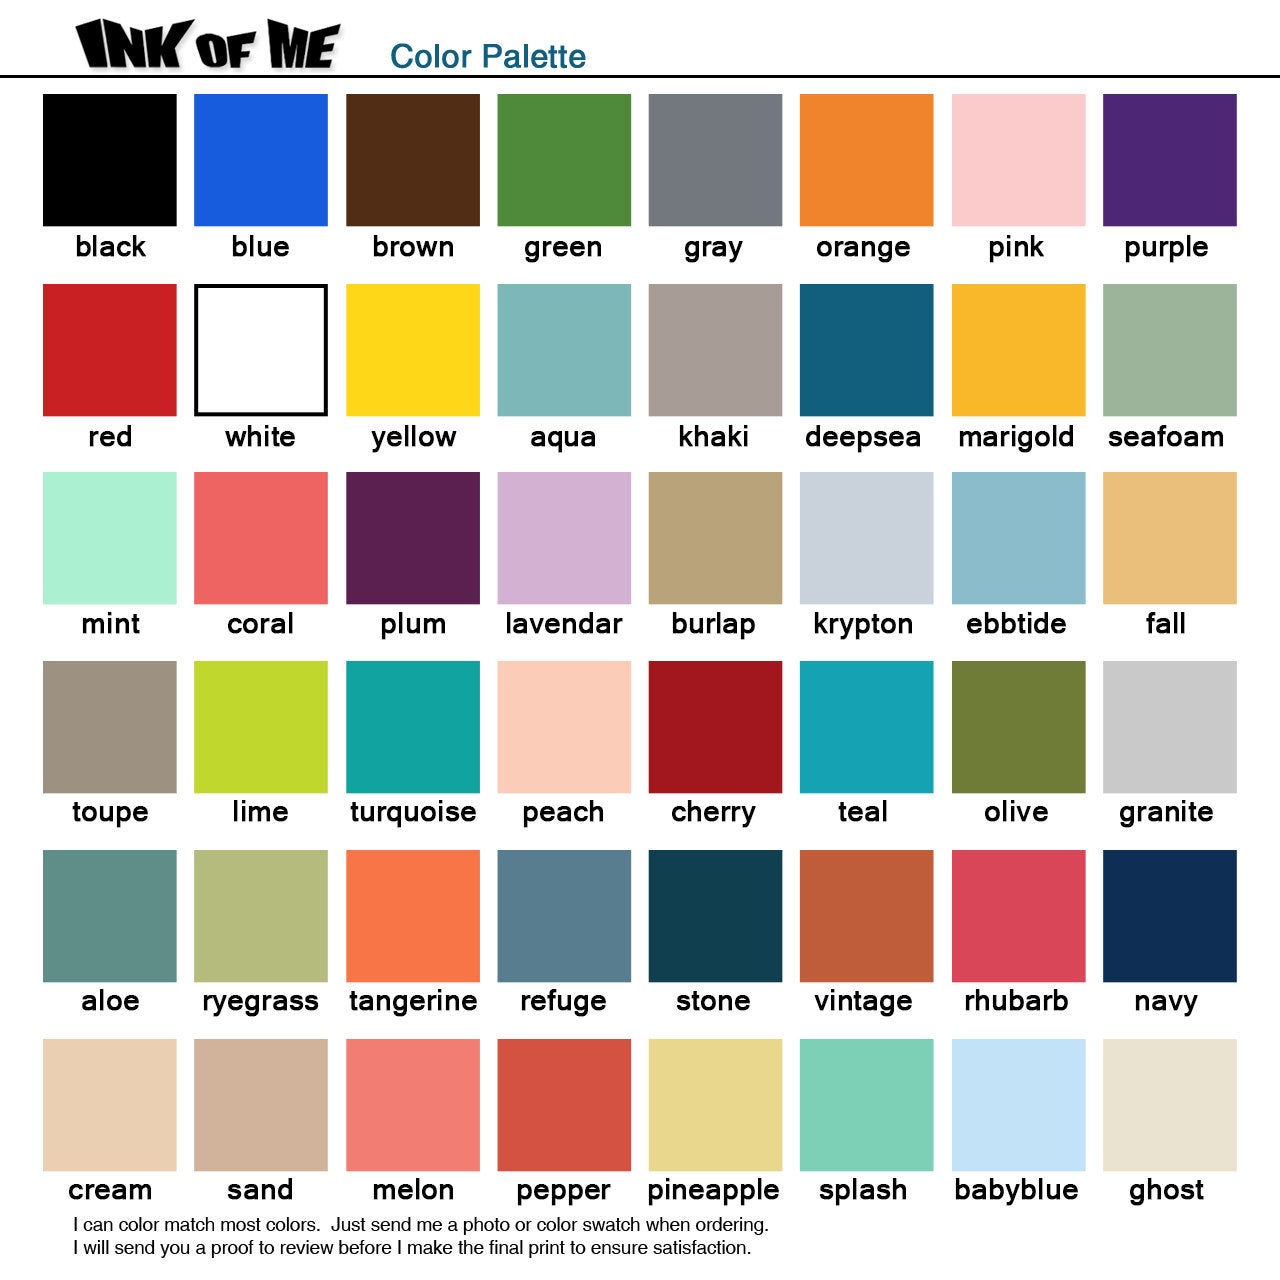 INK OF ME Color Palette
black blue brown green gray orange pink purple
red white yellow aqua khaki deepsea marigold seafoam
mint coral plum lavendar burlap krypton ebbtide fall
toupe lime turquoise peach cherry teal olive granite
aloe ryegrass tangerine refuge stone vintage rhubarb navy
cream sand melon pepper pineapple splash babyblue ghost
I can color match most colors.  Just send me a photo or color swatch when ordering.
I will send you a proof to review before I make the final print to ensure satisfaction.